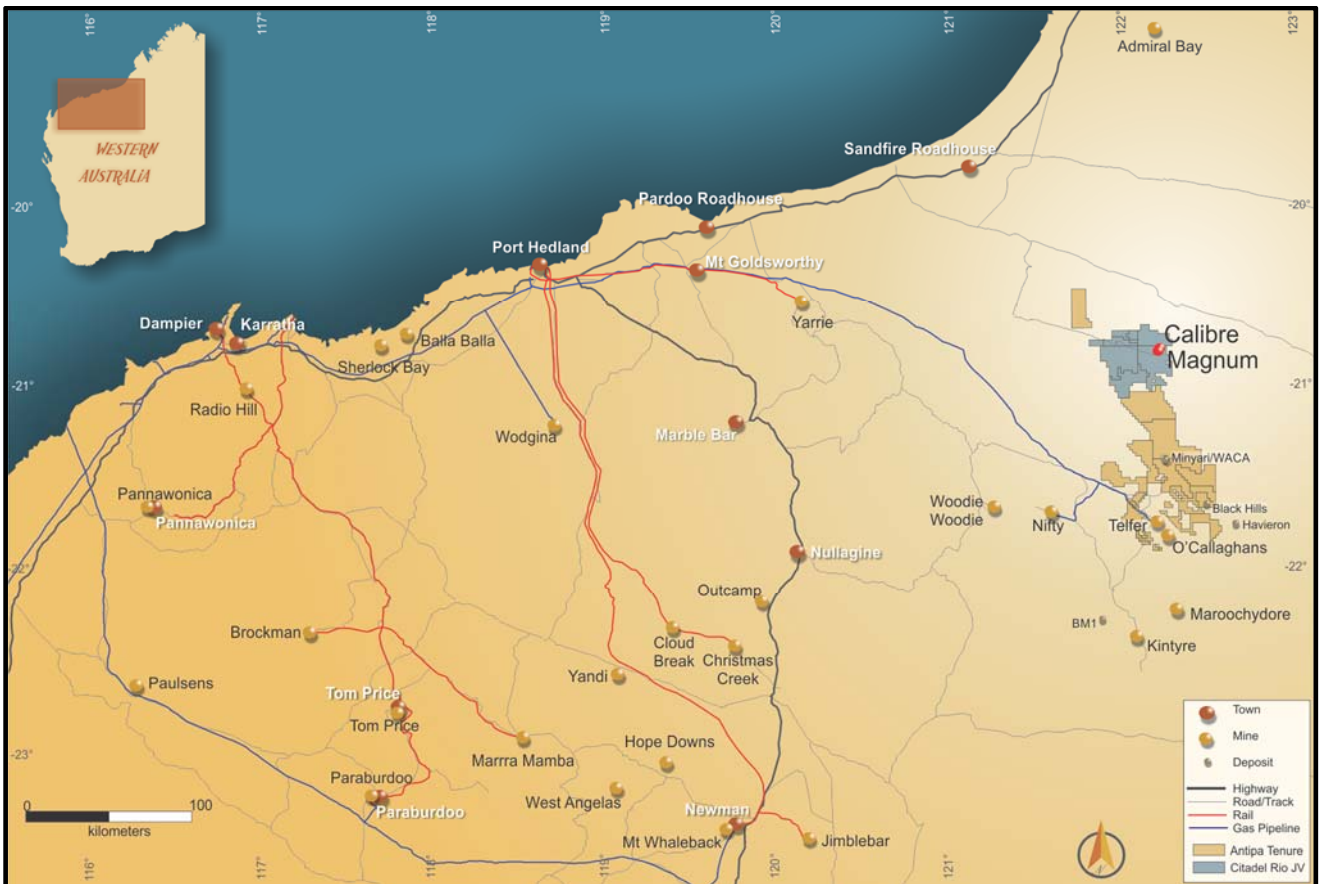 116°
117°
118°
119°
120°
121°
122°
123°
Admiral Bay
WESTERN
AUSTRALIA
Sandfire Roadhouse
-20°
Pardoo Roadhouse
-20°
Port Hedland
Mt Goldsworthy
Dampier
Karratha
Yarrie
Balla Balla
Sherlock Bay
Calibre
Magnum
-21°
-21°
Radio Hill
Wodgina
Marble Bar
Minyari/WACA
Pannawonica
Pannawonica
Woodie
Woodie
Nifty
Telfer
Black Hills
Havieron
O'Callaghans
Nullagine
-22°
-22°
Outcamp
Maroochydore
BM1
Kintyre
Brockman
Cloud
Break
Christmas
Creek
Yandi
Paulsens
Tom Price
Tom Price
-23°
Marrra Mamba
Hope Downs
Paraburdoo
Paraburdoo
West Angelas
Newman
Mt Whaleback
Jimblebar
0
100
kilometers
Town
Mine
Deposit
Highway
Road/Track
Rail
Gas Pipeline
Antipa Tenure
Citadel Rio JV
116°
117°
118°
119°
120°
121°